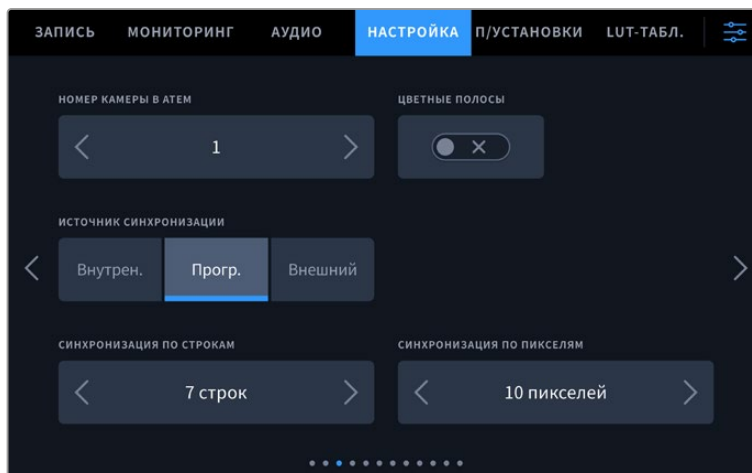 ЗАПИСЬ МОНИТОРИНГ АУДИО НАСТРОЙКА П/УСТАНОВКИ LUT-ТАБЛ.
НОМЕР КАМЕРЫ В ATEM ЦВЕТНЫЕ ПОЛОСЫ
1
ИСТОЧНИК СИНХРОНИЗАЦИИ
Внутрен. Прогр. Внешний
СИНХРОНИЗАЦИЯ ПО СТРОКАМ СИНХРОНИЗАЦИЯ ПО ПИКСЕЛЯМ
7 строк 10 пикселей